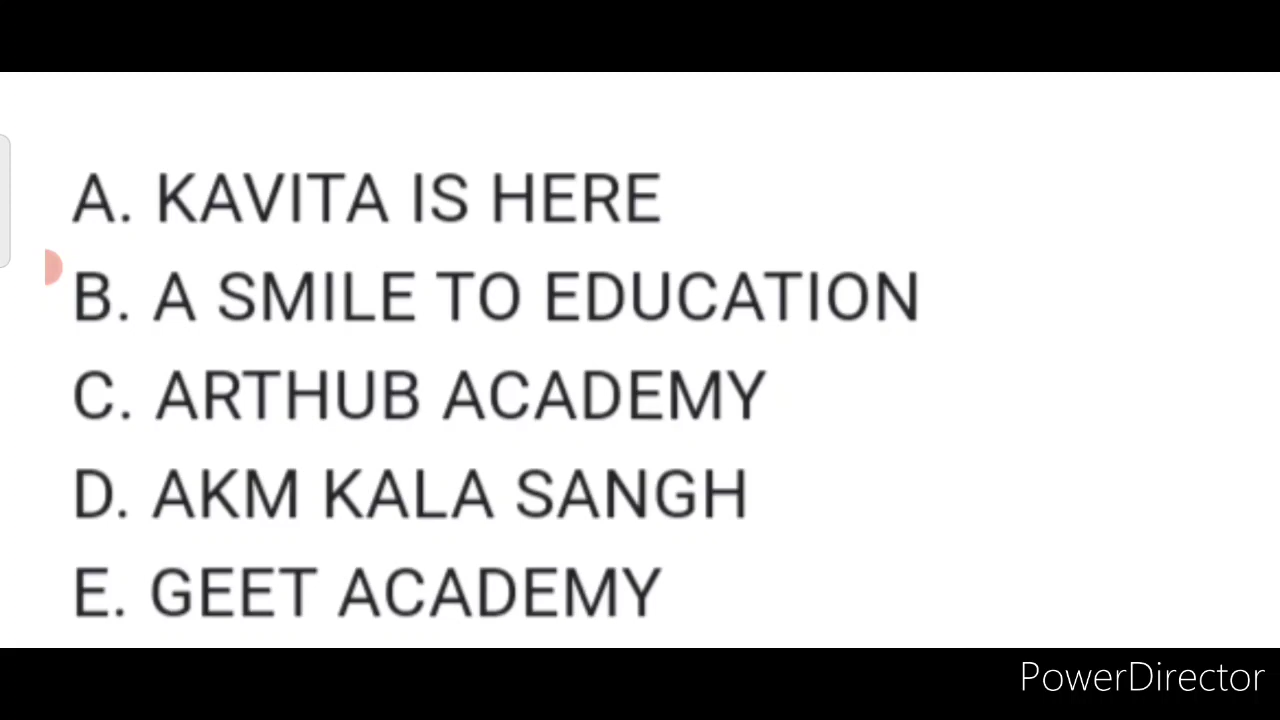 A. KAVITA IS HERE
B. A SMILE TO EDUCATION
C. ARTHUB ACADEMY
D. AKM KALA SANGH
E. GEET ACADEMY
PowerDirector